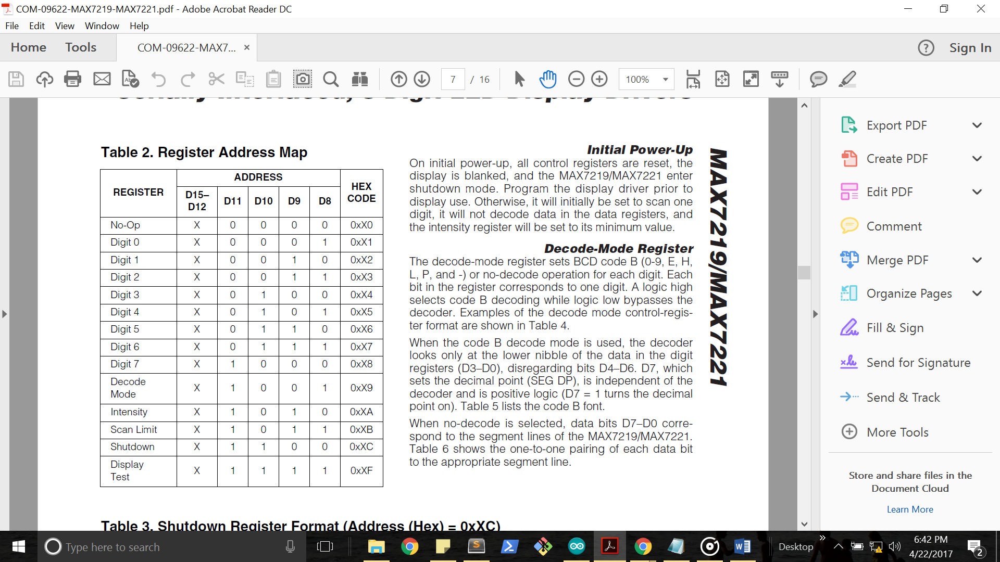 COM-09622-MAX7219-MAX7221.pdf - Adobe Acrobat Reader DC
File Edit View Window Help
Home Tools COM-09622-MAX7... × ? Sign In
7 / 16 100%
Serially Interfaced, 8-Digit LED Display Drivers
Table 2. Register Address Map
REGISTER ADDRESS HEX CODE
D15–D12 D11 D10 D9 D8
No-Op X 0 0 0 0 0xX0
Digit 0 X 0 0 0 1 0xX1
Digit 1 X 0 0 1 0 0xX2
Digit 2 X 0 0 1 1 0xX3
Digit 3 X 0 1 0 0 0xX4
Digit 4 X 0 1 0 1 0xX5
Digit 5 X 0 1 1 0 0xX6
Digit 6 X 0 1 1 1 0xX7
Digit 7 X 1 0 0 0 0xX8
Decode Mode X 1 0 0 1 0xX9
Intensity X 1 0 1 0 0xXA
Scan Limit X 1 0 1 1 0xXB
Shutdown X 1 1 0 0 0xXC
Display Test X 1 1 1 1 0xXF
Table 3. Shutdown Register Format (Address (Hex) = 0xXC)
Initial Power-Up
On initial power-up, all control registers are reset, the
display is blanked, and the MAX7219/MAX7221 enter
shutdown mode. Program the display driver prior to
display use. Otherwise, it will initially be set to scan one
digit, it will not decode data in the data registers, and
the intensity register will be set to its minimum value.
Decode-Mode Register
The decode-mode register sets BCD code B (0-9, E, H,
L, P, and -) or no-decode operation for each digit. Each
bit in the register corresponds to one digit. A logic high
selects code B decoding while logic low bypasses the
decoder. Examples of the decode mode control-regis-
ter format are shown in Table 4.
When the code B decode mode is used, the decoder
looks only at the lower nibble of the data in the digit
registers (D3–D0), disregarding bits D4–D6. D7, which
sets the decimal point (SEG DP), is independent of the
decoder and is positive logic (D7 = 1 turns the decimal
point on). Table 5 lists the code B font.
When no-decode is selected, data bits D7–D0 corre-
spond to the segment lines of the MAX7219/MAX7221.
Table 6 shows the one-to-one pairing of each data bit
to the appropriate segment line.
MAX7219/MAX7221
Export PDF
Create PDF
Edit PDF
Comment
Merge PDF
Organize Pages
Fill & Sign
Send for Signature
Send & Track
More Tools
Store and share files in the
Document Cloud
Learn More
Type here to search
Desktop
6:42 PM
4/22/2017
2